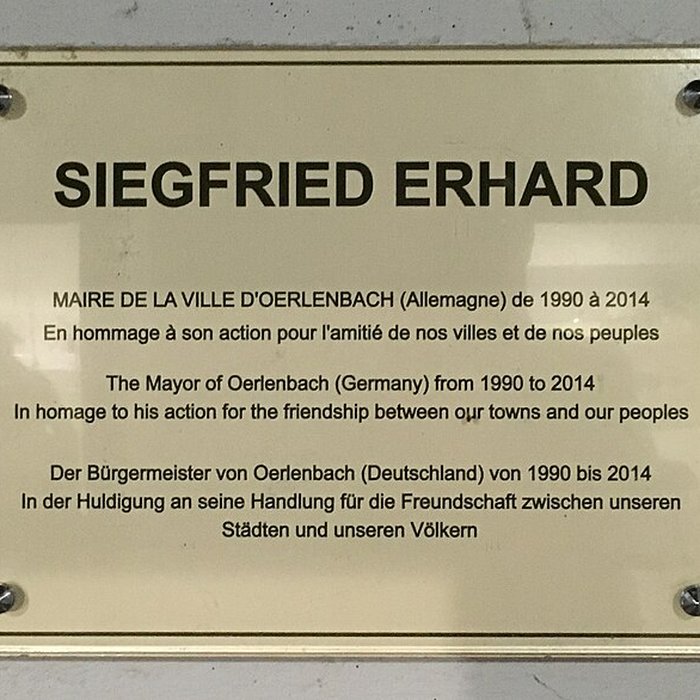 SIEGFRIED ERHARD
MAIRE DE LA VILLE D'OERLENBACH (Allemagne) de 1990 à 2014
En hommage à son action pour l'amitié de nos villes et de nos peuples
The Mayor of Oerlenbach (Germany) from 1990 to 2014
In homage to his action for the friendship between our towns and our peoples
Der Bürgermeister von Oerlenbach (Deutschland) von 1990 bis 2014
In der Huldigung an seine Handlung für die Freundschaft zwischen unseren
Städten und unseren Völkern